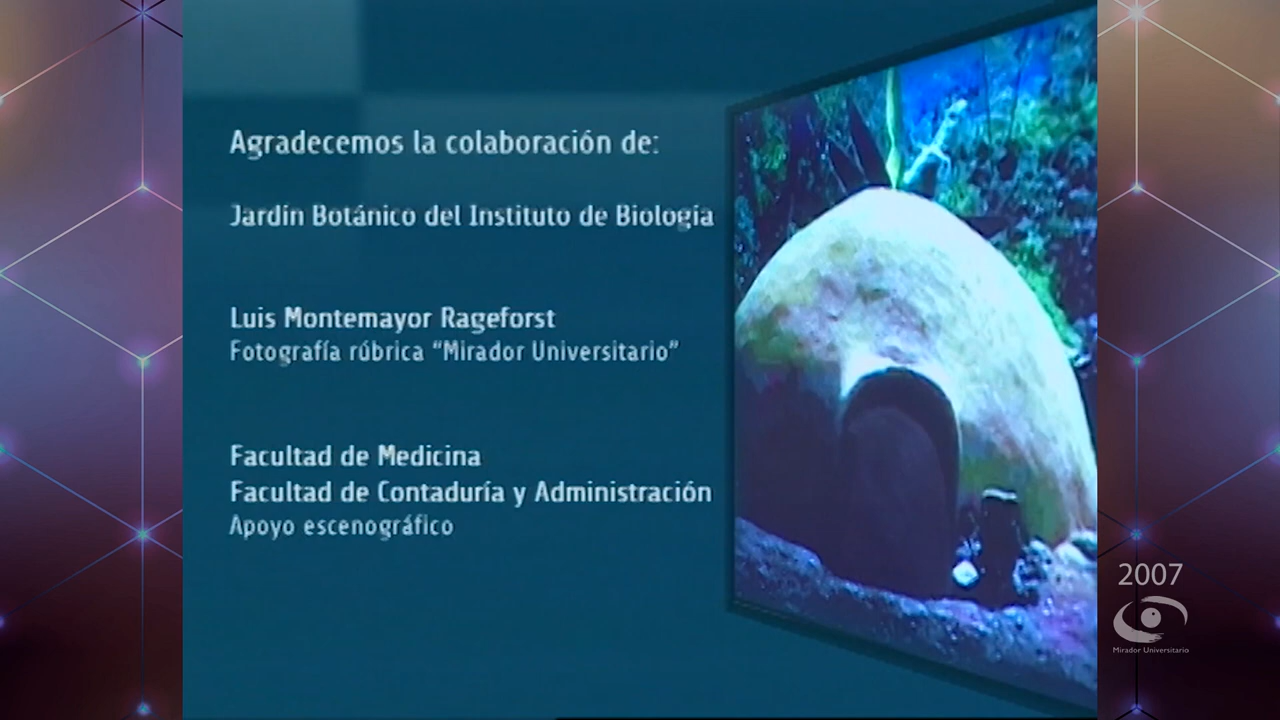 Agradecemos la colaboración de:
Jardín Botánico del Instituto de Biología
Luis Montemayor Rageforst
Fotografía rúbrica “Mirador Universitario”
Facultad de Medicina
Facultad de Contaduría y Administración
Apoyo escenográfico
2007
Mirador Universitario